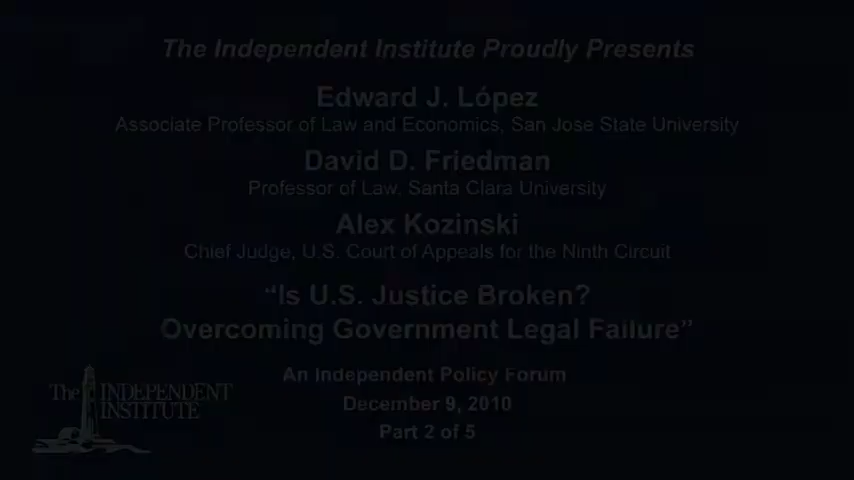 The Independent Institute Proudly Presents
Edward J. López
Associate Professor of Law and Economics, San Jose State University
David D. Friedman
Professor of Law, Santa Clara University
Alex Kozinski
Chief Judge, U.S. Court of Appeals for the Ninth Circuit
“Is U.S. Justice Broken?
Overcoming Government Legal Failure”
An Independent Policy Forum
December 9, 2010
Part 2 of 5
The INDEPENDENT
INSTITUTE